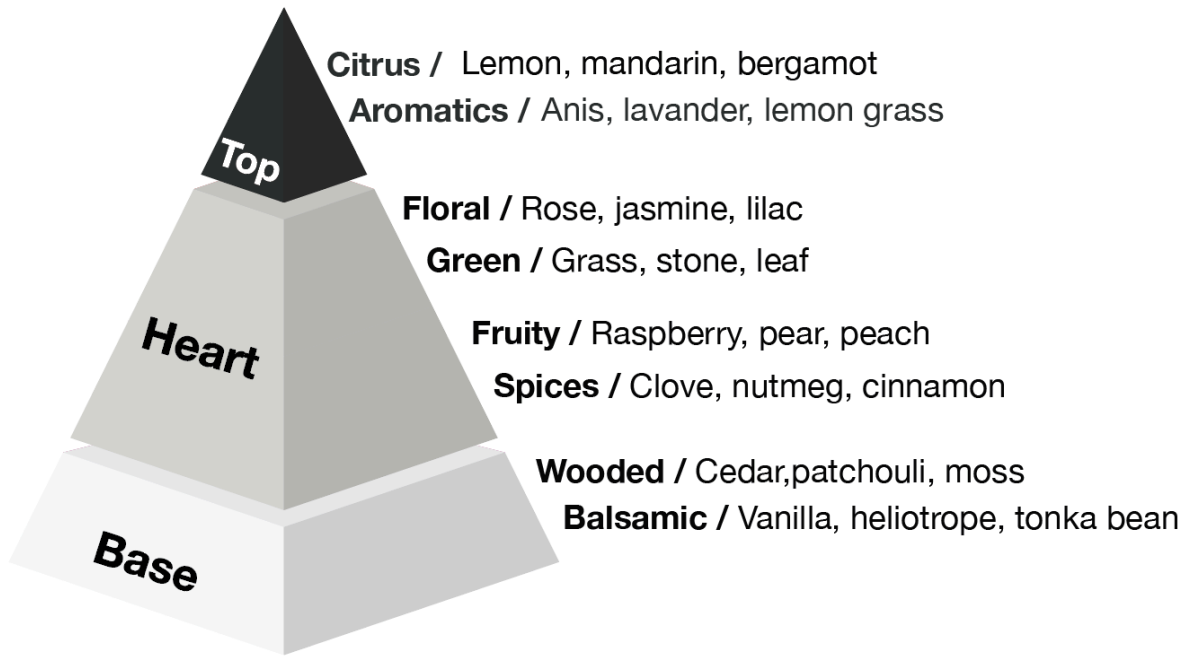 Citrus / Lemon, mandarin, bergamot
Aromatics / Anis, lavander, lemon grass
Top
Floral / Rose, jasmine, lilac
Green / Grass, stone, leaf
Heart
Fruity / Raspberry, pear, peach
Spices / Clove, nutmeg, cinnamon
Wooded / Cedar,patchouli, moss
Balsamic / Vanilla, heliotrope, tonka bean
Base